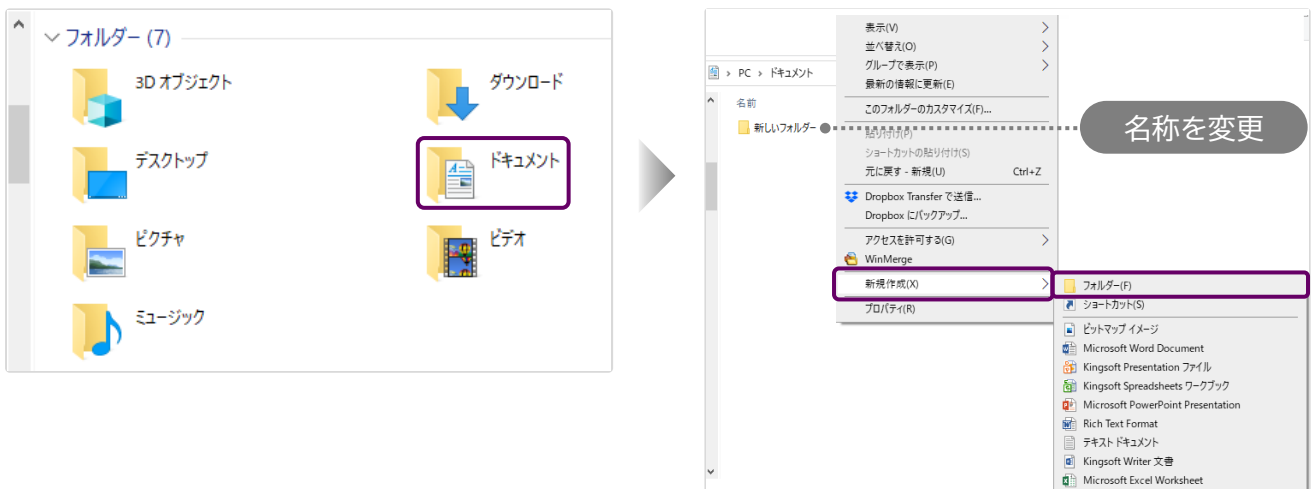 フォルダー (7)
3D オブジェクト
ダウンロード
デスクトップ
ドキュメント
ピクチャ
ビデオ
ミュージック
PC › ドキュメント
名前
新しいフォルダー
名称を変更
表示(V)
並べ替え(O)
グループで表示(P)
最新の情報に更新(E)
このフォルダーのカスタマイズ(F)...
貼り付け(P)
ショートカットの貼り付け(S)
元に戻す - 新規(U) Ctrl+Z
Dropbox Transfer で送信...
Dropbox にバックアップ...
アクセスを許可する(G)
WinMerge
新規作成(X)
プロパティ(R)
フォルダー(F)
ショートカット(S)
ビットマップ イメージ
Microsoft Word Document
Kingsoft Presentation ファイル
Kingsoft Spreadsheets ワークブック
Microsoft PowerPoint Presentation
Rich Text Format
テキスト ドキュメント
Kingsoft Writer 文書
Microsoft Excel Worksheet